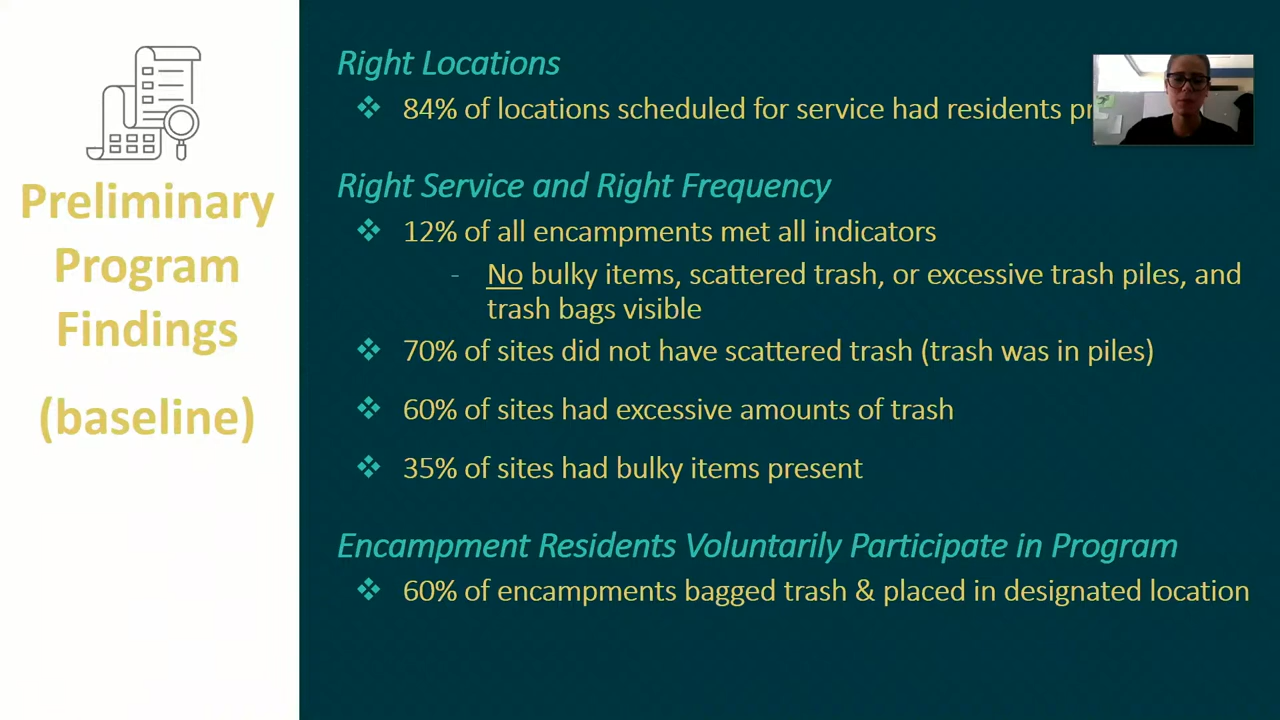 Preliminary
Program
Findings
(baseline)
Right Locations
84% of locations scheduled for service had residents
Right Service and Right Frequency
12% of all encampments met all indicators
- No bulky items, scattered trash, or excessive trash piles, and
trash bags visible
70% of sites did not have scattered trash (trash was in piles)
60% of sites had excessive amounts of trash
35% of sites had bulky items present
Encampment Residents Voluntarily Participate in Program
60% of encampments bagged trash & placed in designated location